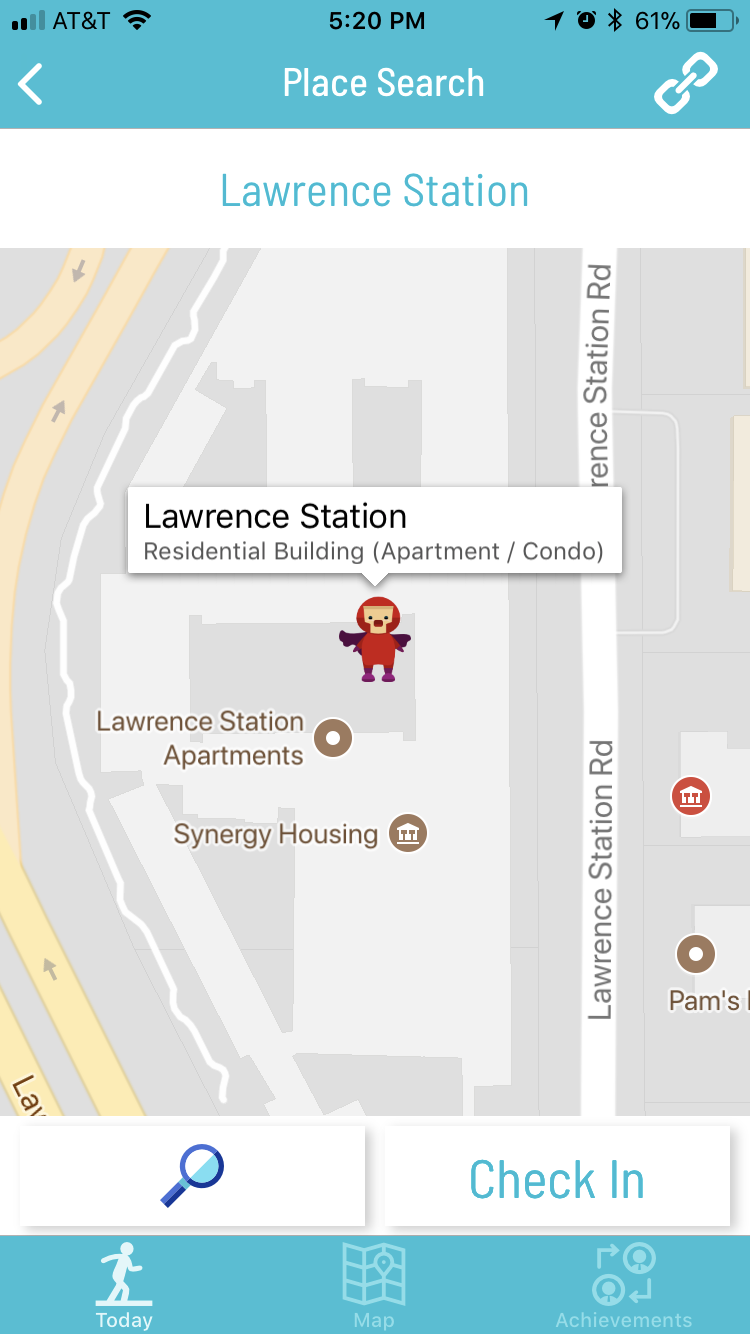 AT&T 5:20 PM 61%
Place Search
Lawrence Station
rence Station Rd
Lawrence Station
Residential Building (Apartment / Condo)
Lawrence Station
Apartments
Synergy Housing
Lawrence Station Rd
Pam's
Law
Check In
Today Map Achievements